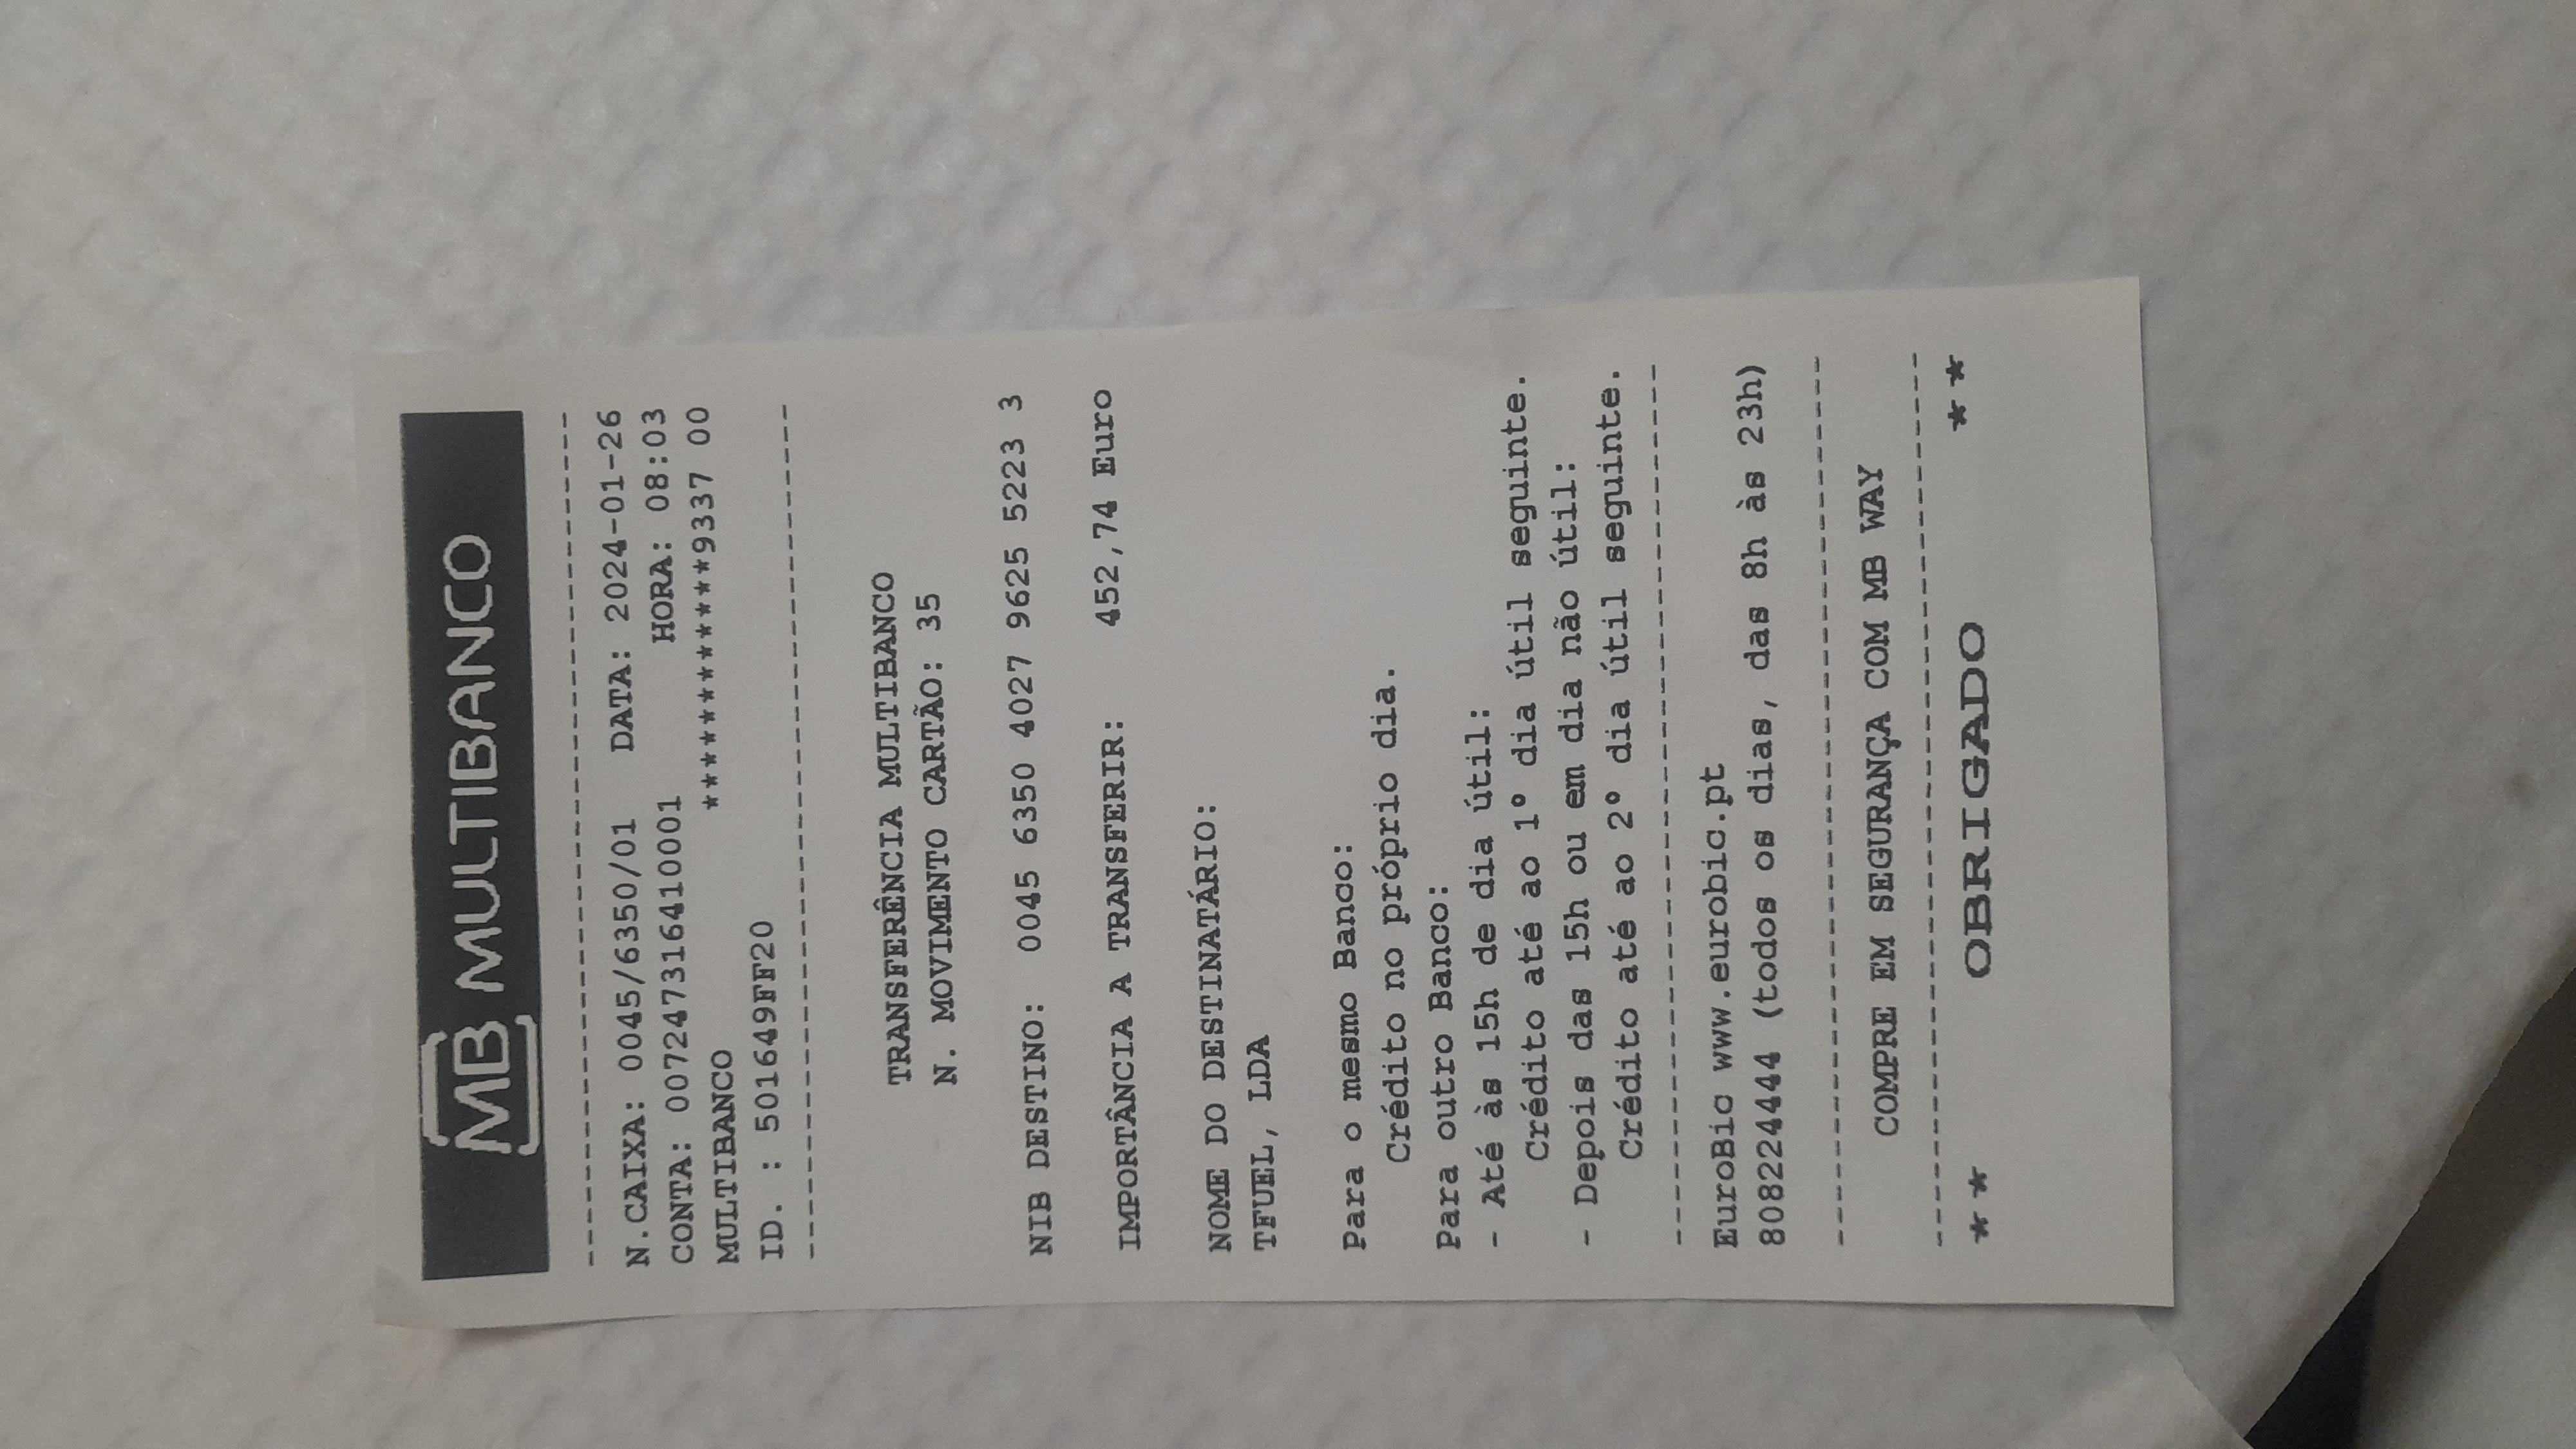 MB MULTIBANCO
--------------------------------------------
N.CAIXA: 0045/6350/01 DATA: 2024-01-26
CONTA: 007247316410001 HORA: 08:03
MULTIBANCO ************9337 00
ID. : 501649FF20
--------------------------------------------
TRANSFERÊNCIA MULTIBANCO
N. MOVIMENTO CARTÃO: 35
NIB DESTINO: 0045 6350 4027 9625 5223 3
IMPORTÂNCIA A TRANSFERIR: 452,74 Euro
NOME DO DESTINATÁRIO:
TFUEL, LDA
Para o mesmo Banco:
Crédito no próprio dia.
Para outro Banco:
- Até às 15h de dia útil:
Crédito até ao 1º dia útil seguinte.
- Depois das 15h ou em dia não útil:
Crédito até ao 2º dia útil seguinte.
--------------------------------------------
EuroBic www.eurobic.pt
808224444 (todos os dias, das 8h às 23h)
--------------------------------------------
COMPRE EM SEGURANÇA COM MB WAY
--------------------------------------------
** OBRIGADO **